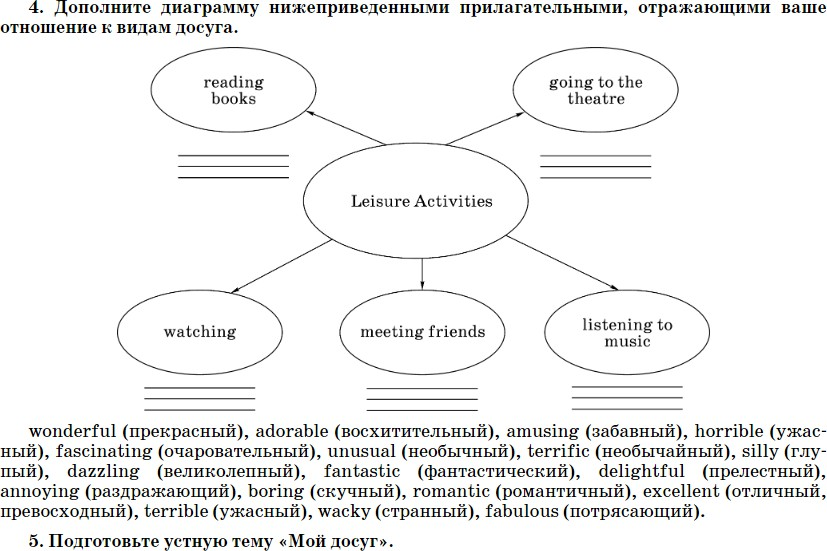 4. Дополните диаграмму нижеприведенными прилагательными, отражающими ваше
отношение к видам досуга.
reading
books
going to the
theatre
Leisure Activities
watching
meeting friends
listening to
music
wonderful (прекрасный), adorable (восхитительный), amusing (забавный), horrible (ужас-
ный), fascinating (очаровательный), unusual (необычный), terrific (необычайный), silly (глу-
пый), dazzling (великолепный), fantastic (фантастический), delightful (прелестный),
annoying (раздражающий), boring (скучный), romantic (романтичный), excellent (отличный,
превосходный), terrible (ужасный), wacky (странный), fabulous (потрясающий).
5. Подготовьте устную тему «Мой досуг».